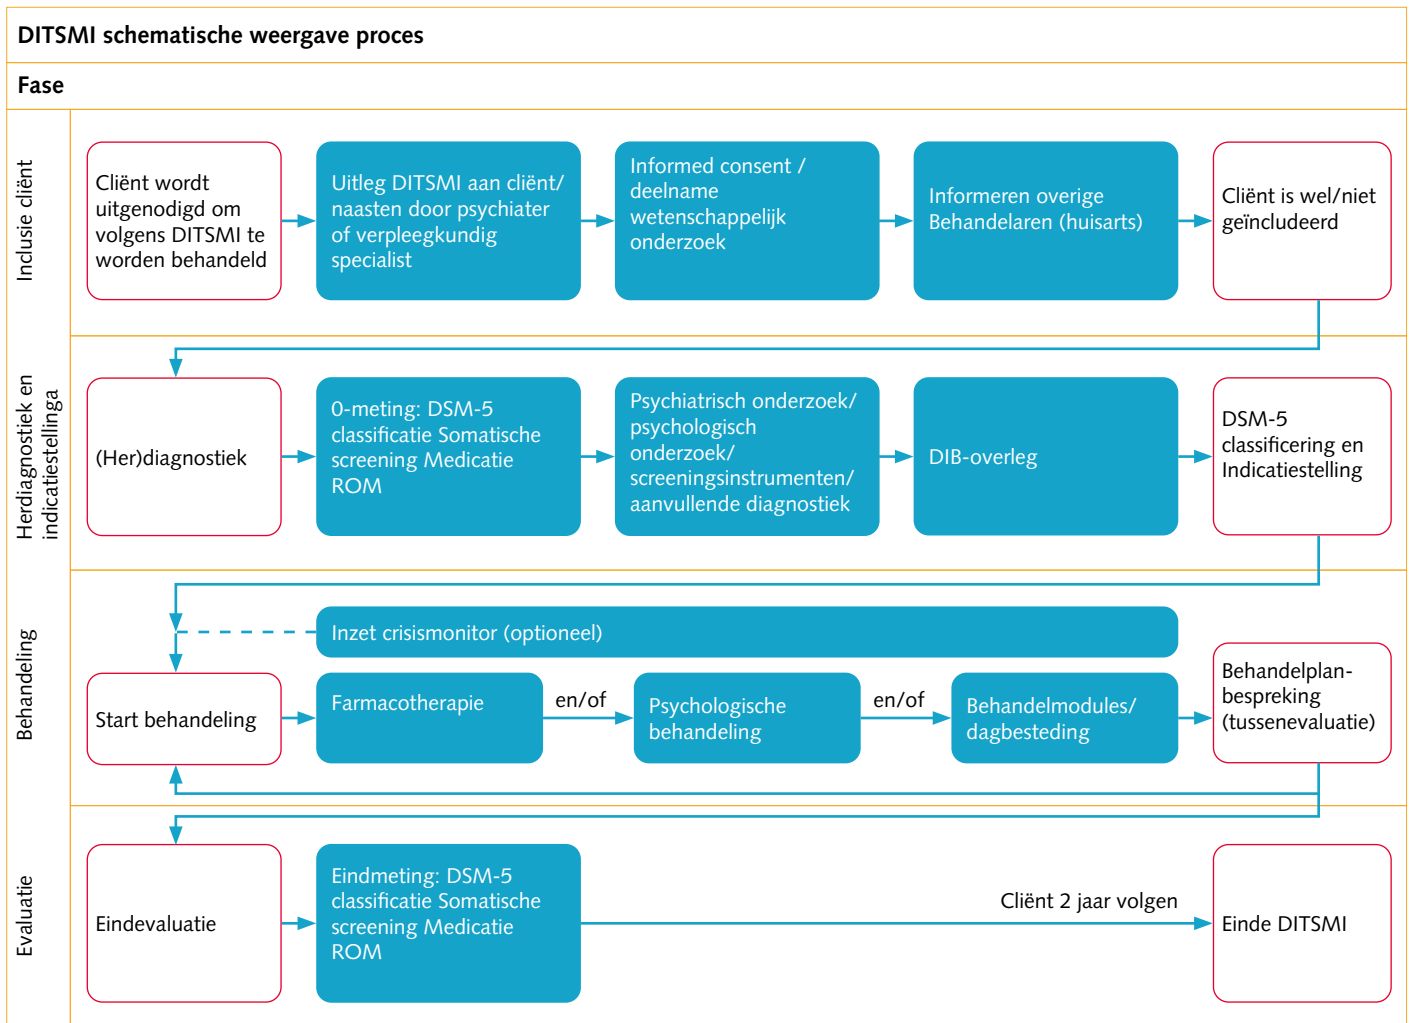 DITSMI schematische weergave proces
Fase
Inclusie cliënt
Cliënt wordt
uitgenodigd om
volgens DITSMI te
worden behandeld
Uitleg DITSMI aan cliënt/
naasten door psychiater
of verpleegkundig
specialist
Informed consent /
deelname
wetenschappelijk
onderzoek
Informeren overige
Behandelaren (huisarts)
Cliënt is wel/niet
geïncludeerd
Herdiagnostiek en
indicatiestellinga
(Her)diagnostiek
0-meting: DSM-5
classificatie Somatische
screening Medicatie
ROM
Psychiatrisch onderzoek/
psychologisch
onderzoek/
screeningsinstrumenten/
aanvullende diagnostiek
DIB-overleg
DSM-5
classificering en
Indicatiestelling
Behandeling
Inzet crisismonitor (optioneel)
Start behandeling
Farmacotherapie
en/of
Psychologische
behandeling
en/of
Behandelmodules/
dagbesteding
Behandelplan-
bespreking
(tussenevaluatie)
Evaluatie
Eindevaluatie
Eindmeting: DSM-5
classificatie Somatische
screening Medicatie
ROM
Cliënt 2 jaar volgen
Einde DITSMI